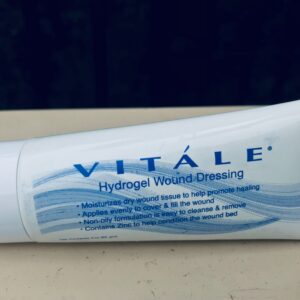 VITÁLE®
Hydrogel Wound Dressing
• Moisturizes dry wound tissue to help promote healing
• Applies evenly to cover & fill the wound
• Non-oily formulation is easy to cleanse & remove
• Contains zinc to help condition the wound bed